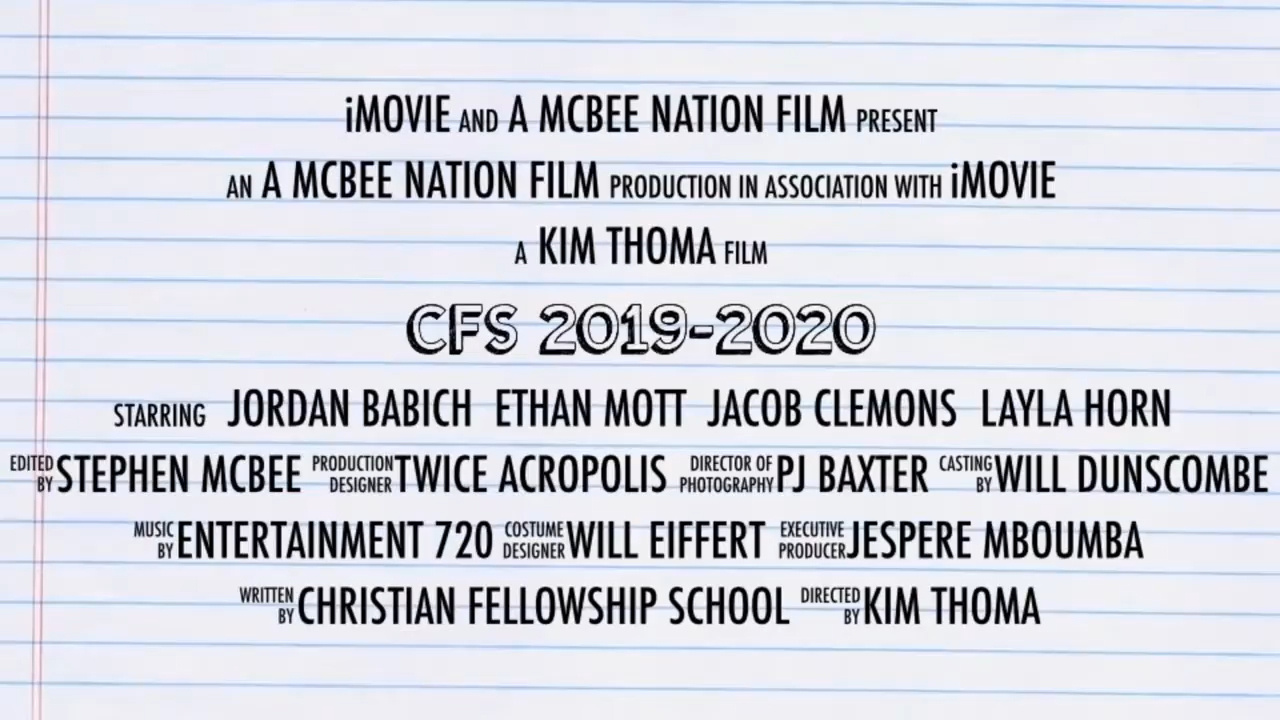 iMOVIE AND A MCBEE NATION FILM PRESENT
AN A MCBEE NATION FILM PRODUCTION IN ASSOCIATION WITH iMOVIE
A KIM THOMA FILM
CFS 2019-2020
STARRING JORDAN BABICH ETHAN MOTT JACOB CLEMONS LAYLA HORN
EDITED BY STEPHEN MCBEE PRODUCTION DESIGNER TWICE ACROPOLIS DIRECTOR OF PHOTOGRAPHY PJ BAXTER CASTING BY WILL DUNSCOMBE
MUSIC BY ENTERTAINMENT 720 COSTUME DESIGNER WILL EIFFERT EXECUTIVE PRODUCER JESPERE MBOUMBA
WRITTEN BY CHRISTIAN FELLOWSHIP SCHOOL DIRECTED BY KIM THOMA